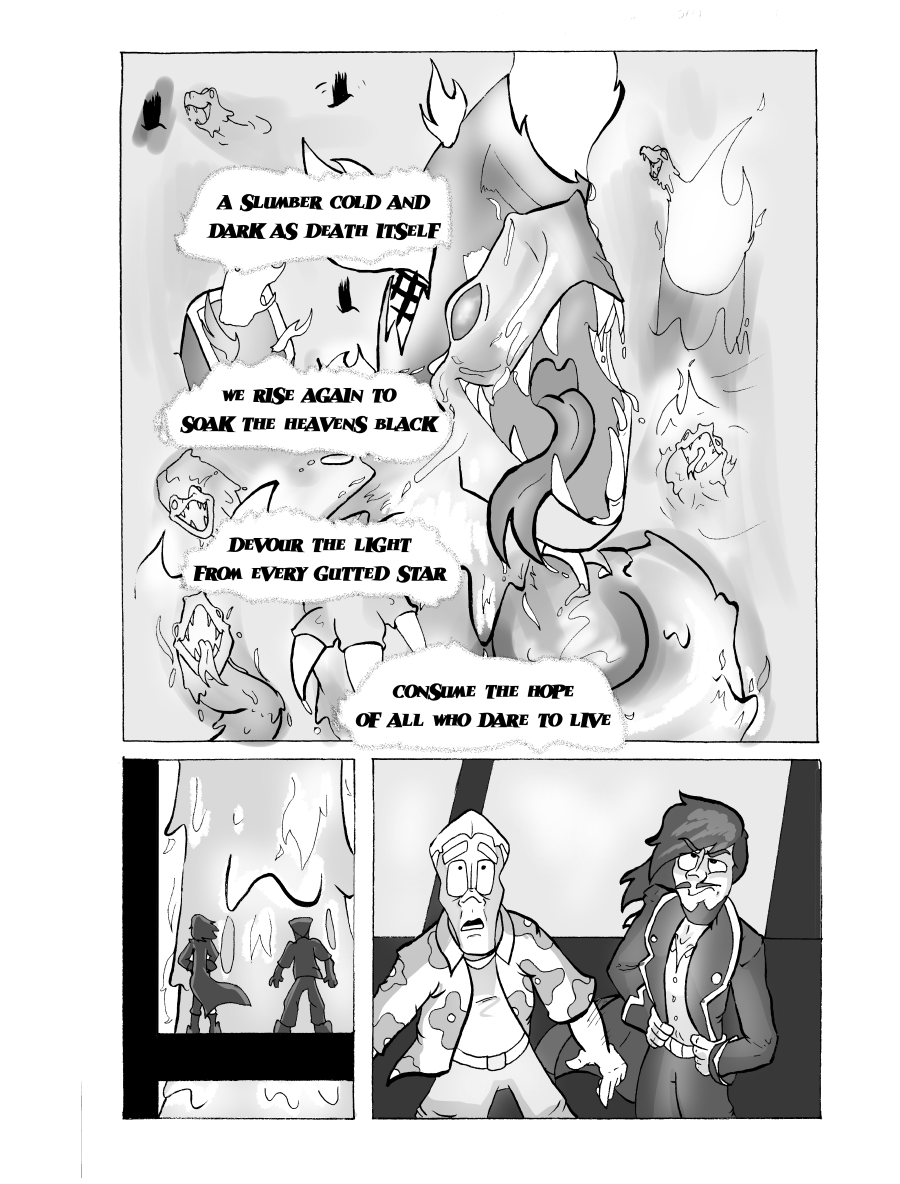 A SLUMBER COLD AND
DARK AS DEATH ITSELF
WE RISE AGAIN TO
SOAK THE HEAVENS BLACK
DEVOUR THE LIGHT
FROM EVERY GUTTED STAR
CONSUME THE HOPE
OF ALL WHO DARE TO LIVE